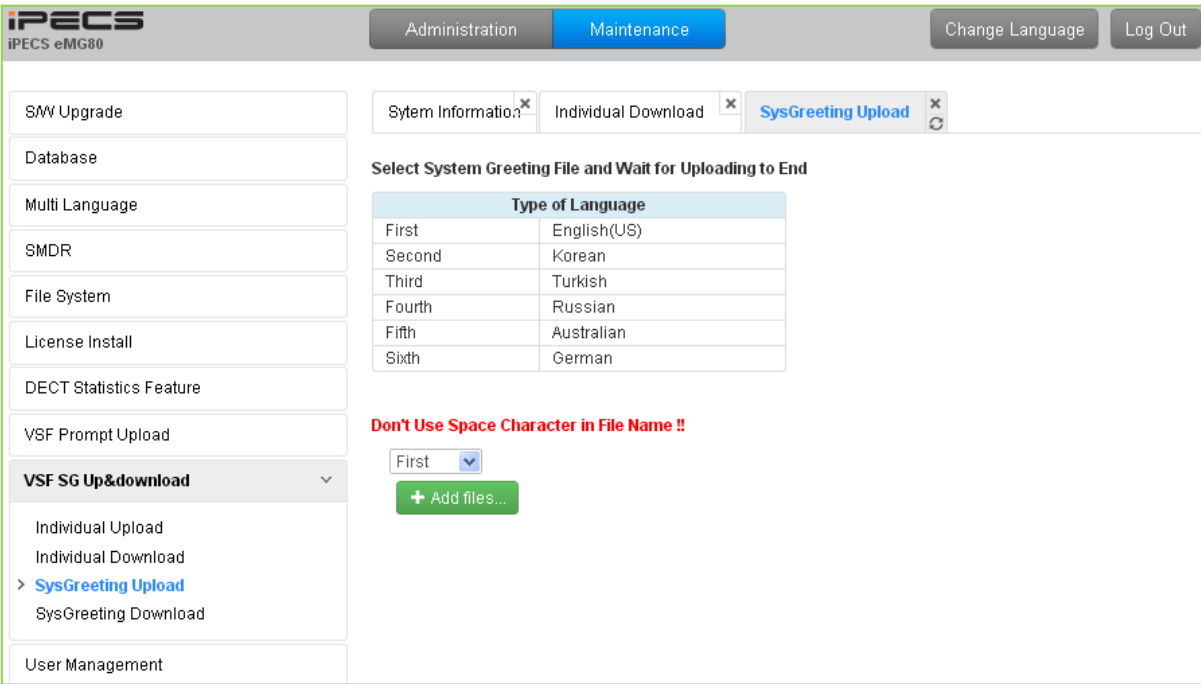 iPECS
iPECS eMG80
Administration
Maintenance
Change Language
Log Out
S/W Upgrade
Database
Multi Language
SMDR
File System
License Install
DECT Statistics Feature
VSF Prompt Upload
VSF SG Up&download
Individual Upload
Individual Download
SysGreeting Upload
SysGreeting Download
User Management
Sytem Information
Individual Download
SysGreeting Upload
Select System Greeting File and Wait for Uploading to End
Type of Language
First English(US)
Second Korean
Third Turkish
Fourth Russian
Fifth Australian
Sixth German
Don't Use Space Character in File Name !!
First
+ Add files...